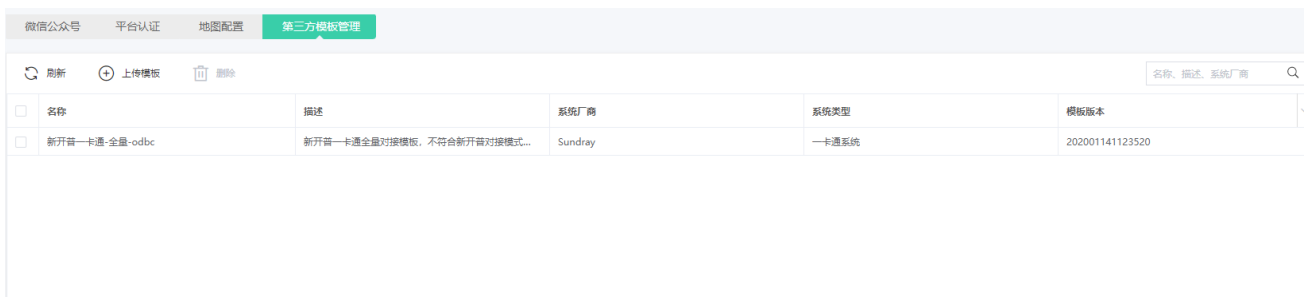 微信公众号 平台认证 地图配置 第三方模板管理
刷新 上传模板 删除 名称、描述、系统厂商
名称 描述 系统厂商 系统类型 模板版本
新开普一卡通-全量-odbc 新开普一卡通全量对接模板，不符合新开普对接模式... Sundray 一卡通系统 202001141123520